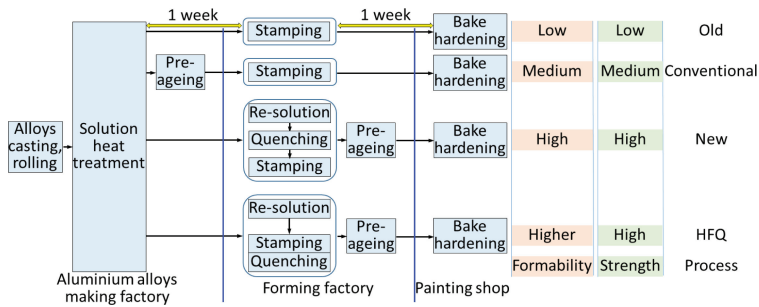 1 week
1 week
Stamping
Bake
hardening
Low
Low
Old
Pre-
ageing
Stamping
Bake
hardening
Medium
Medium
Conventional
Alloys
casting,
rolling
Solution
heat
treatment
Re-solution
Quenching
Stamping
Pre-
ageing
Bake
hardening
High
High
New
Re-solution
Stamping
Quenching
Pre-
ageing
Bake
hardening
Higher
High
HFQ
Aluminium alloys
making factory
Forming factory
Painting shop
Formability
Strength
Process